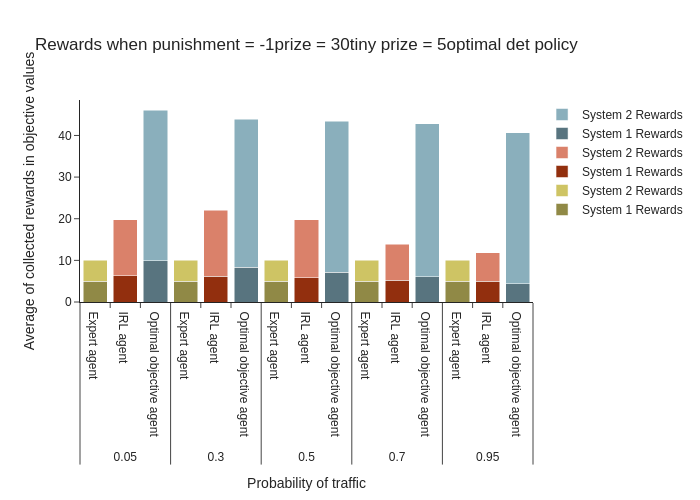 Rewards when punishment = -1prize = 30tiny prize = 5optimal det policy
Average of collected rewards in objective values
40
30
20
10
0
System 2 Rewards
System 1 Rewards
System 2 Rewards
System 1 Rewards
System 2 Rewards
System 1 Rewards
Expert agent
IRL agent
Optimal objective agent
Expert agent
IRL agent
Optimal objective agent
Expert agent
IRL agent
Optimal objective agent
Expert agent
IRL agent
Optimal objective agent
Expert agent
IRL agent
Optimal objective agent
0.05
0.3
0.5
0.7
0.95
Probability of traffic